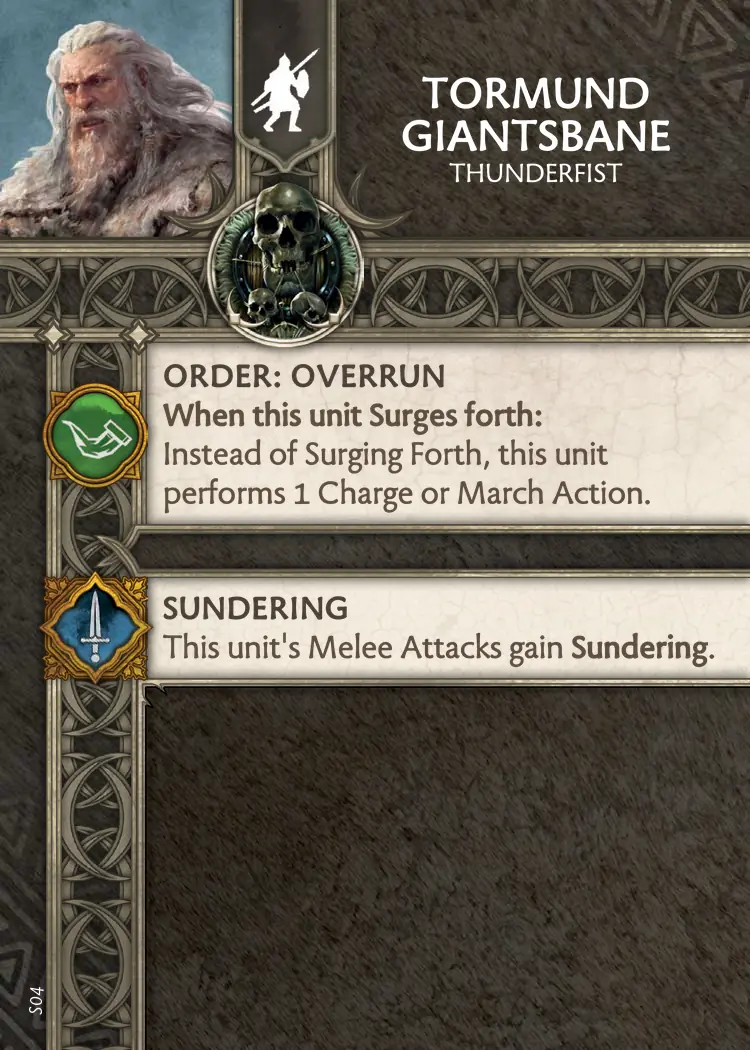 TORMUND
GIANTSBANE
THUNDERFIST
ORDER: OVERRUN
When this unit Surges forth:
Instead of Surging Forth, this unit
performs 1 Charge or March Action.
SUNDERING
This unit's Melee Attacks gain Sundering.
S04